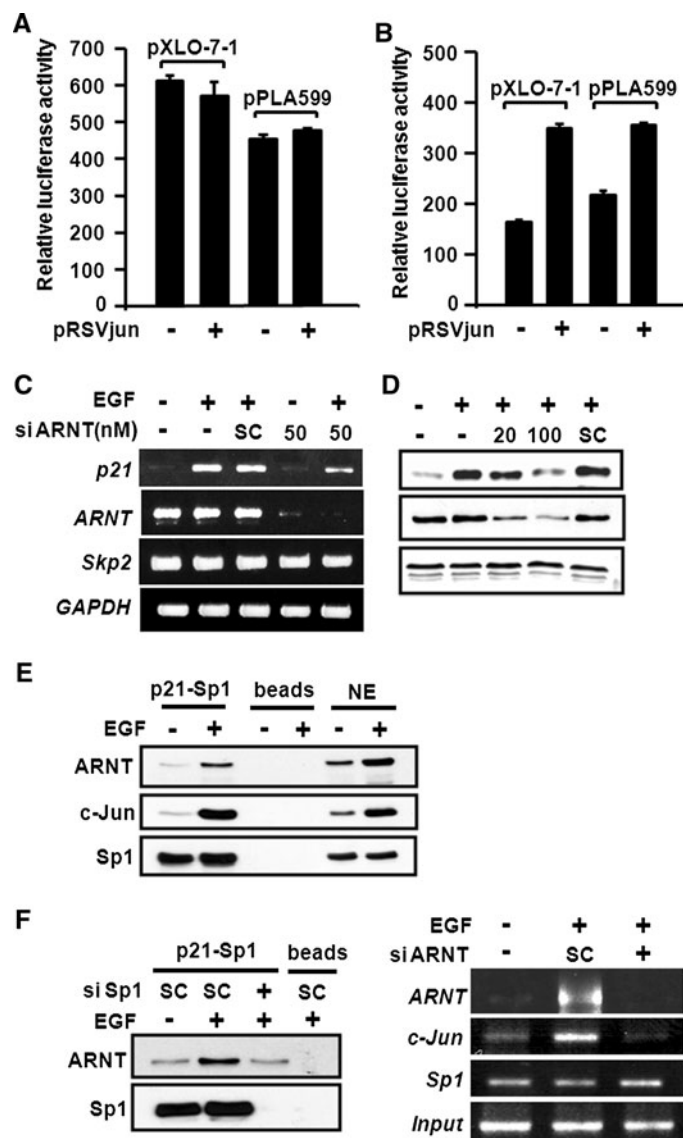 A
Relative luciferase activity
700
600
500
400
300
200
100
0
pXLO-7-1
pPLA599
pRSVjun - + - +
B
Relative luciferase activity
500
400
300
200
100
0
pXLO-7-1
pPLA599
pRSVjun - + - +
C
EGF - + + - +
si ARNT(nM) - - SC 50 50
p21
ARNT
Skp2
GAPDH
D
- + + + +
- - 20 100 SC
E
p21-Sp1 beads NE
EGF - + - + - +
ARNT
c-Jun
Sp1
F
p21-Sp1 beads
si Sp1 SC SC + SC
EGF - + + +
ARNT
Sp1
EGF - + +
si ARNT - SC +
ARNT
c-Jun
Sp1
Input